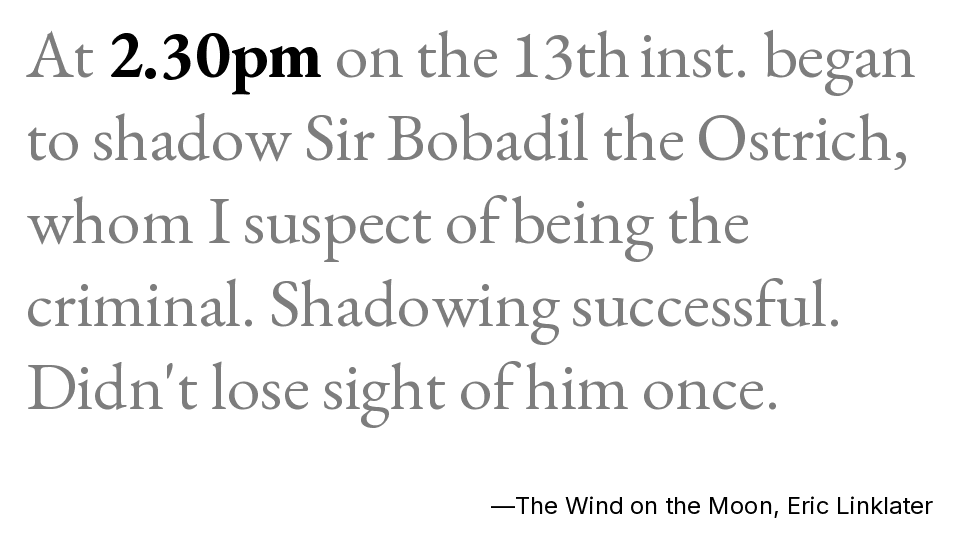 At 2.30pm on the 13th inst. began
to shadow Sir Bobadil the Ostrich,
whom I suspect of being the
criminal. Shadowing successful.
Didn't lose sight of him once.
—The Wind on the Moon, Eric Linklater